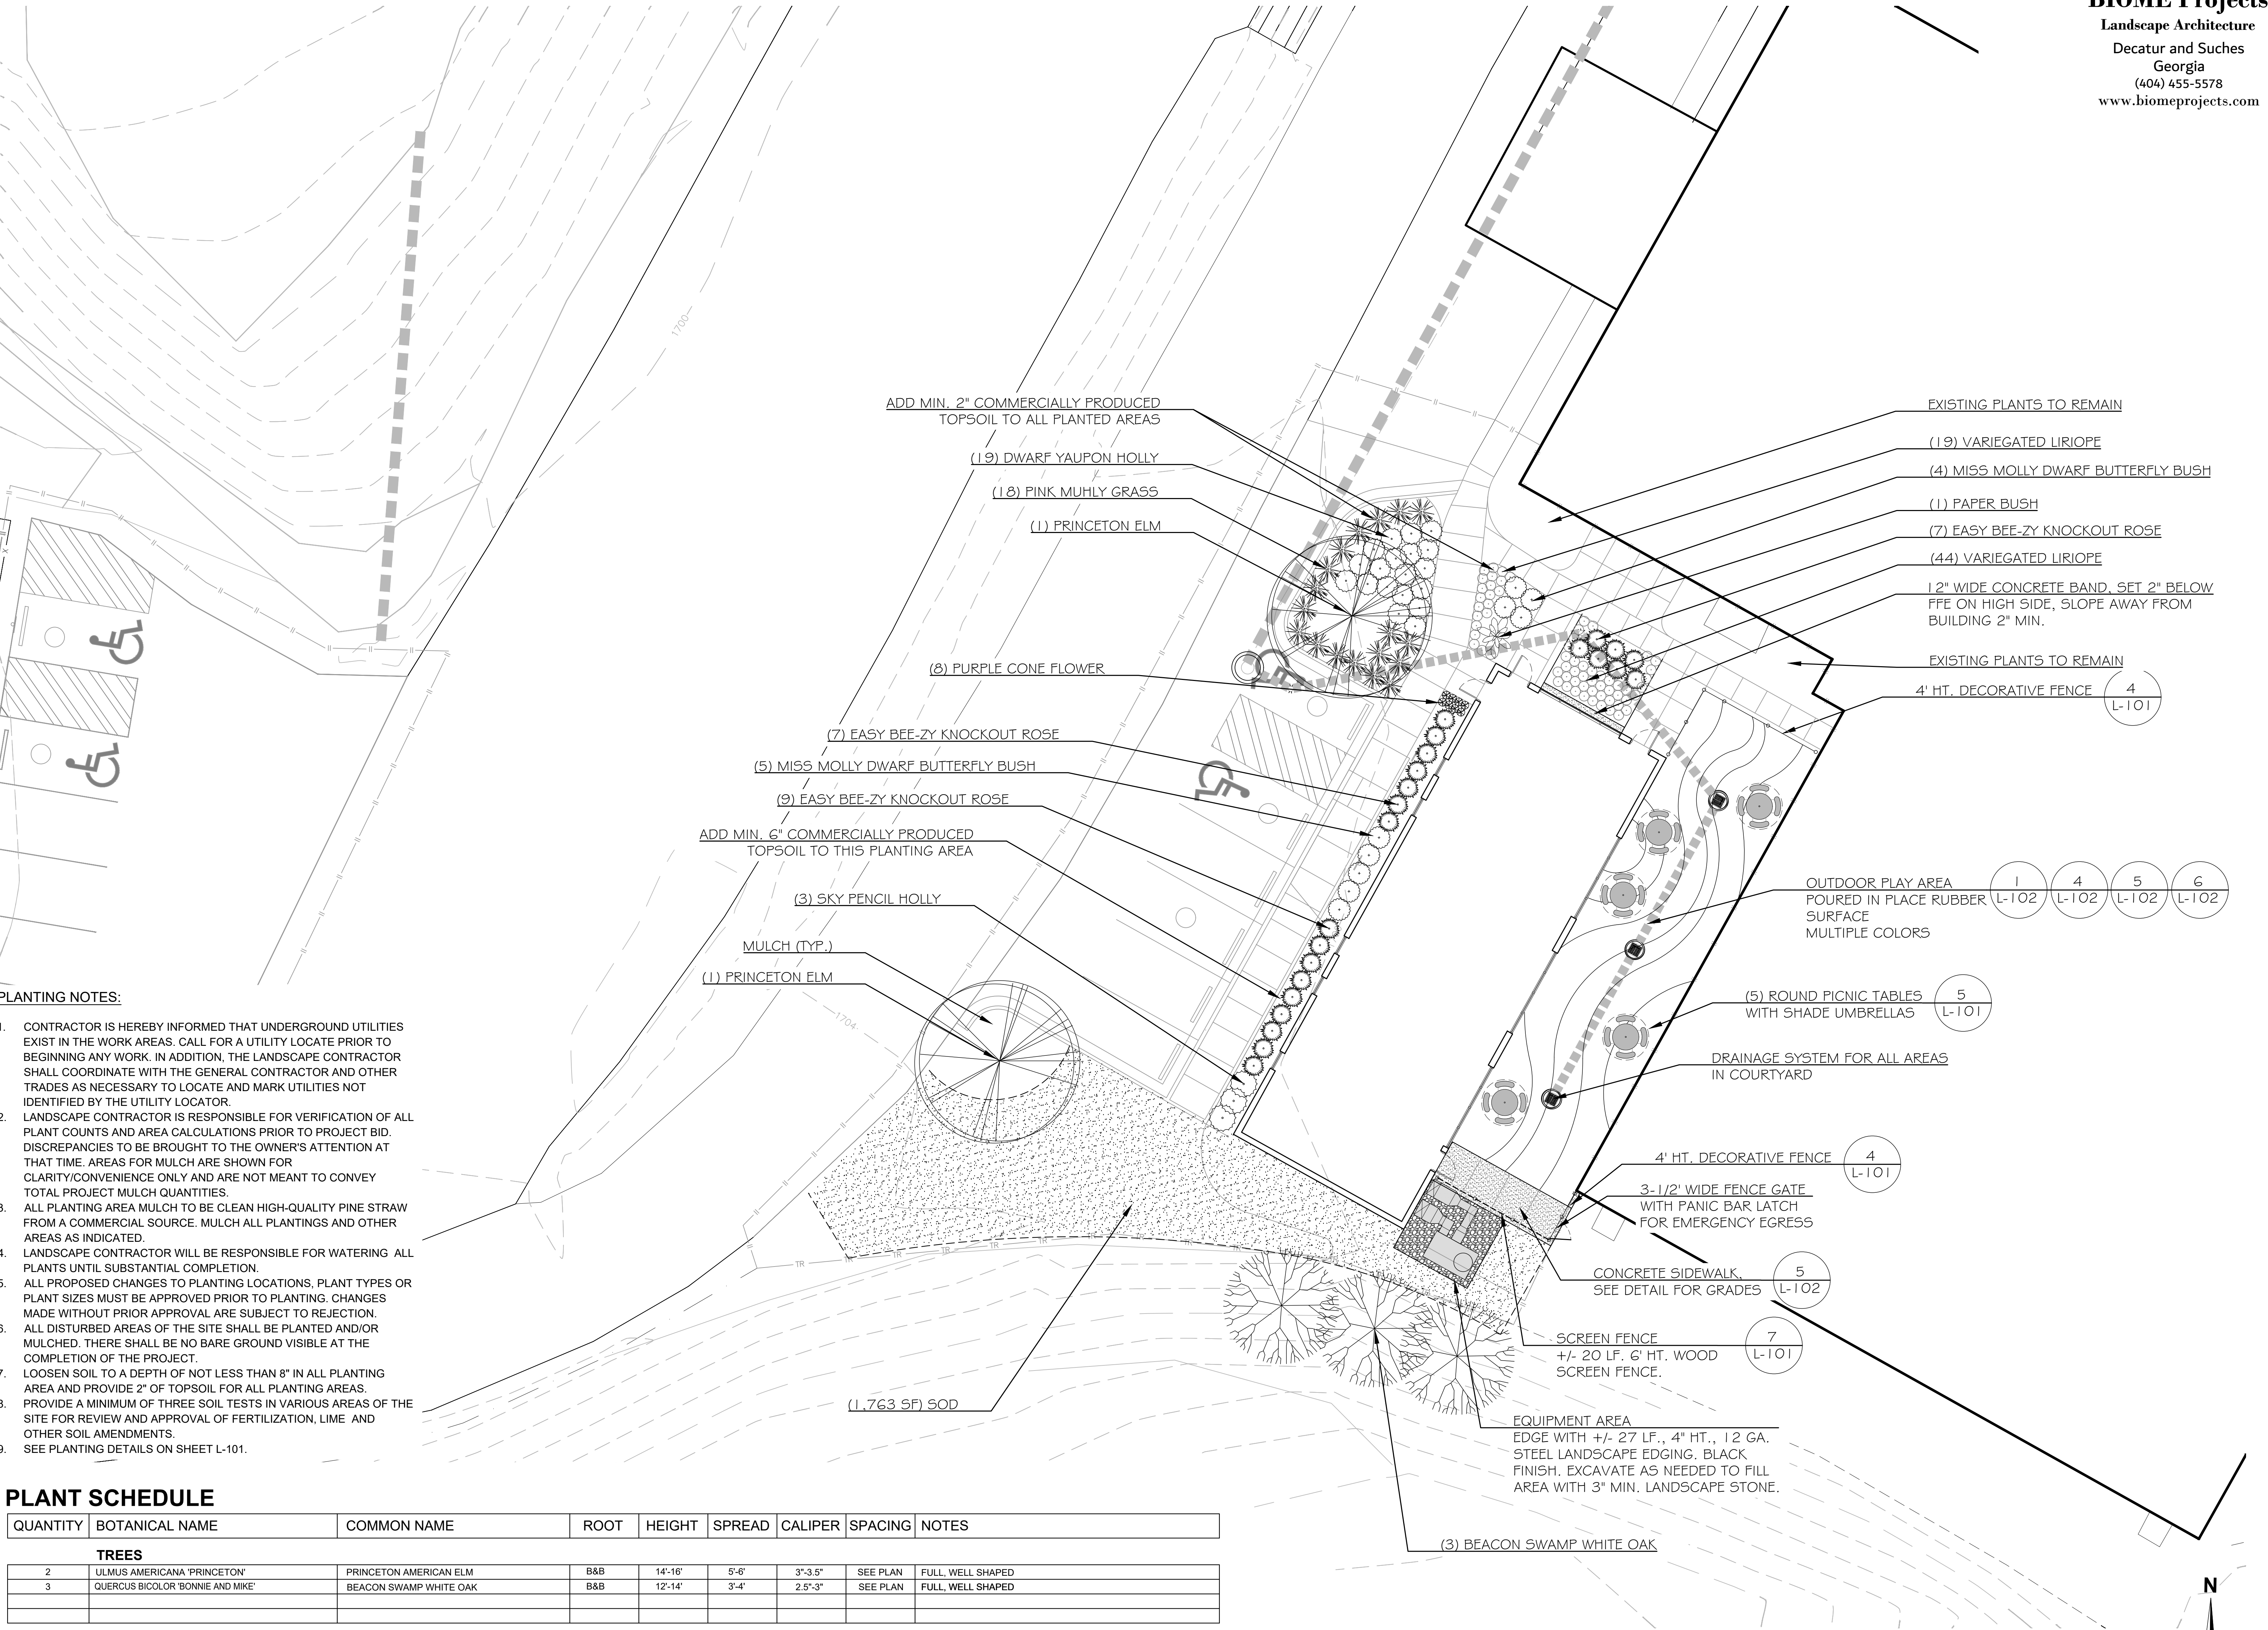 BIOME Projects
Landscape Architecture
Decatur and Suches
Georgia
(404) 455-5578
www.biomeprojects.com
1700
ADD MIN. 2" COMMERCIALLY PRODUCED
TOPSOIL TO ALL PLANTED AREAS
(19) DWARF YAUPON HOLLY
(18) PINK MUHLY GRASS
(1) PRINCETON ELM
(8) PURPLE CONE FLOWER
(7) EASY BEE-ZY KNOCKOUT ROSE
(5) MISS MOLLY DWARF BUTTERFLY BUSH
(9) EASY BEE-ZY KNOCKOUT ROSE
ADD MIN. 6" COMMERCIALLY PRODUCED
TOPSOIL TO THIS PLANTING AREA
(3) SKY PENCIL HOLLY
MULCH (TYP.)
(1) PRINCETON ELM
1704
EXISTING PLANTS TO REMAIN
(19) VARIEGATED LIRIOPE
(4) MISS MOLLY DWARF BUTTERFLY BUSH
(1) PAPER BUSH
(7) EASY BEE-ZY KNOCKOUT ROSE
(44) VARIEGATED LIRIOPE
12" WIDE CONCRETE BAND, SET 2" BELOW
FFE ON HIGH SIDE, SLOPE AWAY FROM
BUILDING 2" MIN.
EXISTING PLANTS TO REMAIN
4' HT. DECORATIVE FENCE
4
L-101
OUTDOOR PLAY AREA
POURED IN PLACE RUBBER
SURFACE
MULTIPLE COLORS
1
L-102
4
L-102
5
L-102
6
L-102
(5) ROUND PICNIC TABLES
WITH SHADE UMBRELLAS
5
L-101
DRAINAGE SYSTEM FOR ALL AREAS
IN COURTYARD
4' HT. DECORATIVE FENCE
4
L-101
3-1/2' WIDE FENCE GATE
WITH PANIC BAR LATCH
FOR EMERGENCY EGRESS
CONCRETE SIDEWALK,
SEE DETAIL FOR GRADES
5
L-102
SCREEN FENCE
+/- 20 LF. 6' HT. WOOD
SCREEN FENCE.
7
L-101
EQUIPMENT AREA
EDGE WITH +/- 27 LF., 4" HT., 12 GA.
STEEL LANDSCAPE EDGING. BLACK
FINISH. EXCAVATE AS NEEDED TO FILL
AREA WITH 3" MIN. LANDSCAPE STONE.
(3) BEACON SWAMP WHITE OAK
(1,763 SF) SOD
TR TR TR TR TR TR TR TR TR TR TR
PLANTING NOTES:
1. CONTRACTOR IS HEREBY INFORMED THAT UNDERGROUND UTILITIES
EXIST IN THE WORK AREAS. CALL FOR A UTILITY LOCATE PRIOR TO
BEGINNING ANY WORK. IN ADDITION, THE LANDSCAPE CONTRACTOR
SHALL COORDINATE WITH THE GENERAL CONTRACTOR AND OTHER
TRADES AS NECESSARY TO LOCATE AND MARK UTILITIES NOT
IDENTIFIED BY THE UTILITY LOCATOR.
2. LANDSCAPE CONTRACTOR IS RESPONSIBLE FOR VERIFICATION OF ALL
PLANT COUNTS AND AREA CALCULATIONS PRIOR TO PROJECT BID.
DISCREPANCIES TO BE BROUGHT TO THE OWNER'S ATTENTION AT
THAT TIME. AREAS FOR MULCH ARE SHOWN FOR
CLARITY/CONVENIENCE ONLY AND ARE NOT MEANT TO CONVEY
TOTAL PROJECT MULCH QUANTITIES.
3. ALL PLANTING AREA MULCH TO BE CLEAN HIGH-QUALITY PINE STRAW
FROM A COMMERCIAL SOURCE. MULCH ALL PLANTINGS AND OTHER
AREAS AS INDICATED.
4. LANDSCAPE CONTRACTOR WILL BE RESPONSIBLE FOR WATERING ALL
PLANTS UNTIL SUBSTANTIAL COMPLETION.
5. ALL PROPOSED CHANGES TO PLANTING LOCATIONS, PLANT TYPES OR
PLANT SIZES MUST BE APPROVED PRIOR TO PLANTING. CHANGES
MADE WITHOUT PRIOR APPROVAL ARE SUBJECT TO REJECTION.
6. ALL DISTURBED AREAS OF THE SITE SHALL BE PLANTED AND/OR
MULCHED. THERE SHALL BE NO BARE GROUND VISIBLE AT THE
COMPLETION OF THE PROJECT.
7. LOOSEN SOIL TO A DEPTH OF NOT LESS THAN 8" IN ALL PLANTING
AREA AND PROVIDE 2" OF TOPSOIL FOR ALL PLANTING AREAS.
8. PROVIDE A MINIMUM OF THREE SOIL TESTS IN VARIOUS AREAS OF THE
SITE FOR REVIEW AND APPROVAL OF FERTILIZATION, LIME AND
OTHER SOIL AMENDMENTS.
9. SEE PLANTING DETAILS ON SHEET L-101.
PLANT SCHEDULE
QUANTITY BOTANICAL NAME COMMON NAME ROOT HEIGHT SPREAD CALIPER SPACING NOTES
TREES
2 ULMUS AMERICANA 'PRINCETON' PRINCETON AMERICAN ELM B&B 14'-16' 5'-6' 3"-3.5" SEE PLAN FULL, WELL SHAPED
3 QUERCUS BICOLOR 'BONNIE AND MIKE' BEACON SWAMP WHITE OAK B&B 12'-14' 3'-4' 2.5"-3" SEE PLAN FULL, WELL SHAPED
N